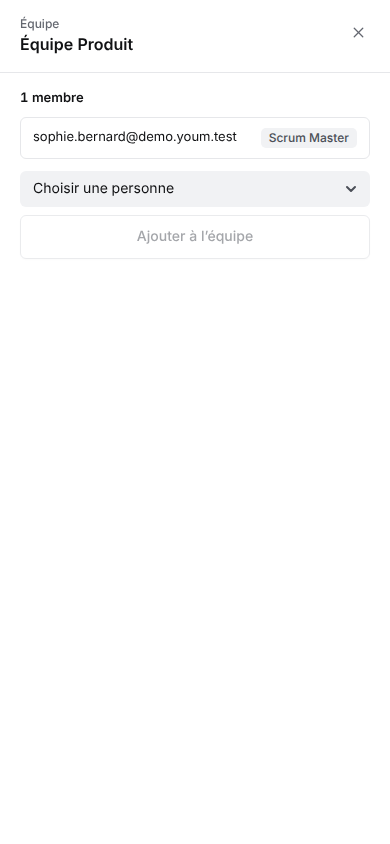 Équipe
Équipe Produit
1 membre
sophie.bernard@demo.youm.test
Scrum Master
Choisir une personne
Ajouter à l’équipe